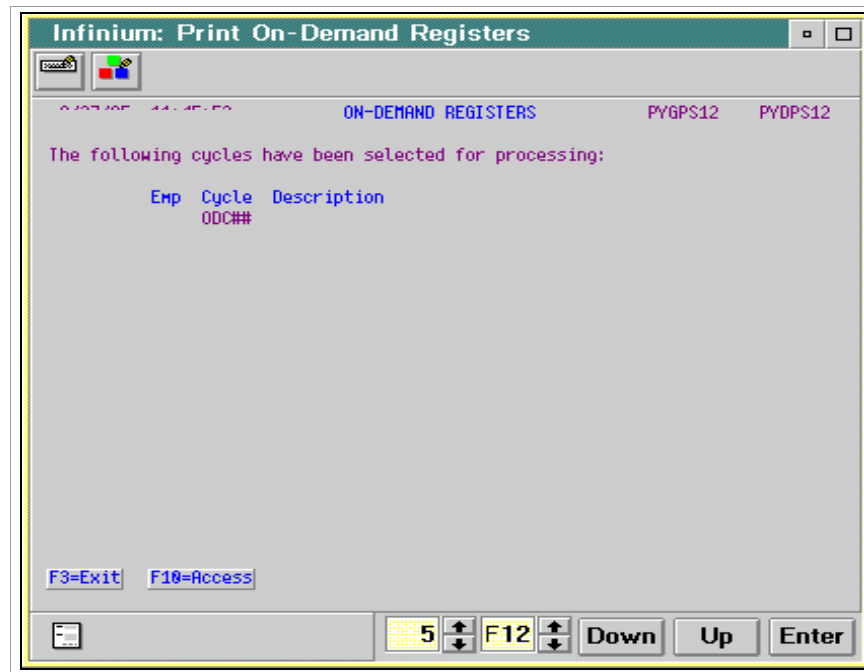 Infinium: Print On-Demand Registers
ON-DEMAND REGISTERS PYGPS12 PYDPS12
The following cycles have been selected for processing:
Emp Cycle Description
ODC##
F3=Exit F10=Access
5 F12 Down Up Enter